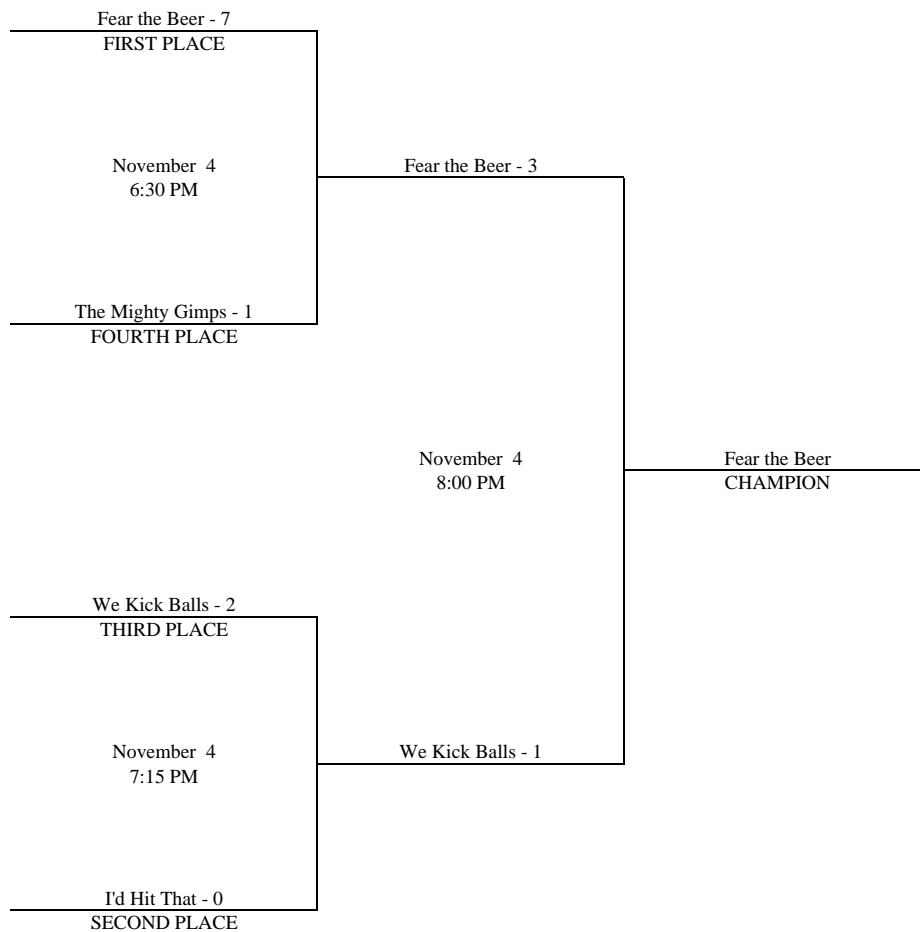 Fear the Beer - 7
FIRST PLACE
November 4
6:30 PM
Fear the Beer - 3
The Mighty Gimps - 1
FOURTH PLACE
November 4
8:00 PM
Fear the Beer
CHAMPION
We Kick Balls - 2
THIRD PLACE
November 4
7:15 PM
We Kick Balls - 1
I'd Hit That - 0
SECOND PLACE